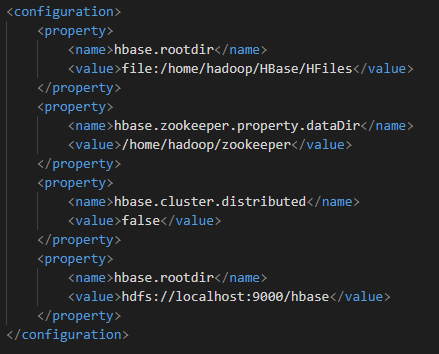 <configuration>
<property>
<name>hbase.rootdir</name>
<value>file:/home/hadoop/HBase/HFiles</value>
</property>
<property>
<name>hbase.zookeeper.property.dataDir</name>
<value>/home/hadoop/zookeeper</value>
</property>
<property>
<name>hbase.cluster.distributed</name>
<value>false</value>
</property>
<property>
<name>hbase.rootdir</name>
<value>hdfs://localhost:9000/hbase</value>
</property>
</configuration>